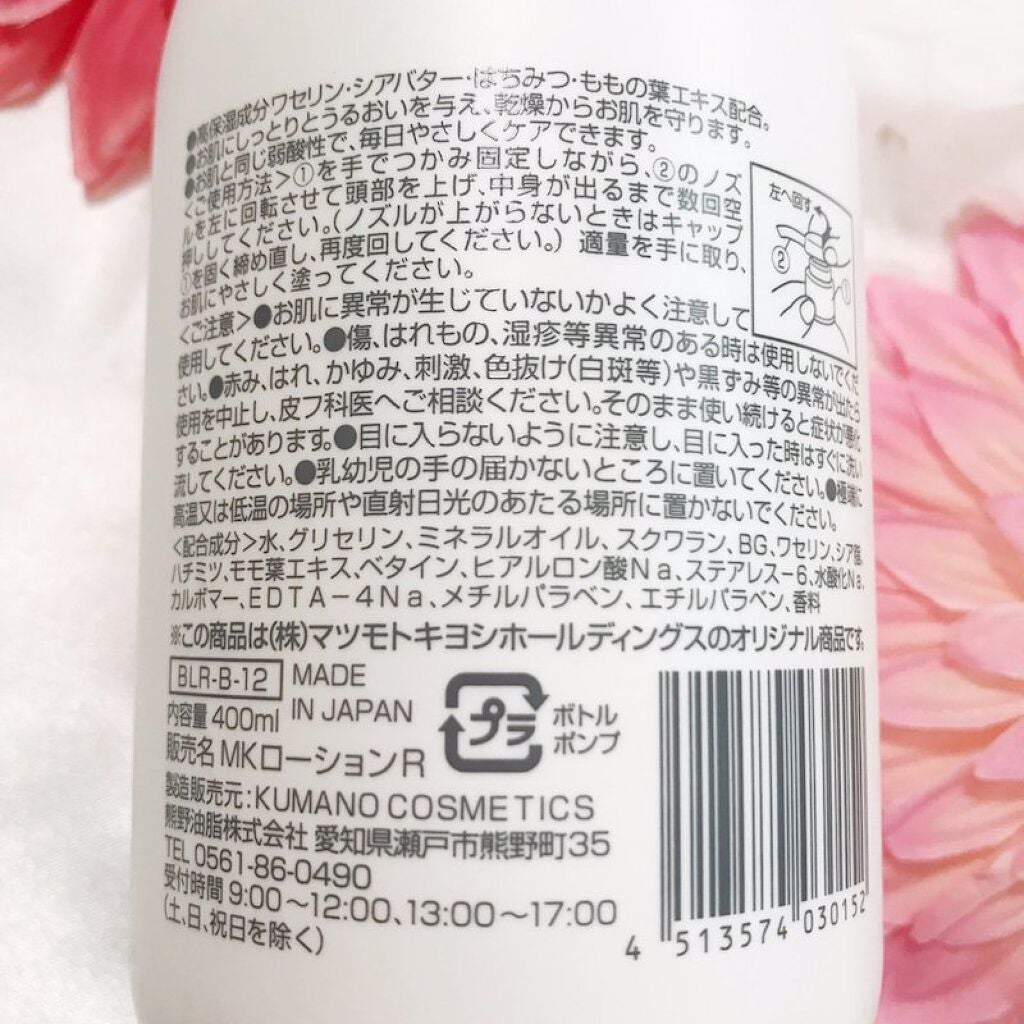 ●高保湿成分ワセリン・シアバター・はちみつ・ももの葉エキス配合。
●お肌にしっとりとうるおいを与え、乾燥からお肌を守ります。
●お肌と同じ弱酸性で、毎日やさしくケアできます。
<ご使用方法>①を手でつかみ固定しながら、②のノズ
ルを左に回転させて頭部を上げ、中身が出るまで数回空
押ししてください。(ノズルが上がらないときはキャップ
①を固く締め直し、再度回してください。) 適量を手に取り、
お肌にやさしく塗ってください。
左へ回す
②
①
<ご注意>●お肌に異常が生じていないかよく注意して
使用してください。●傷、はれもの、湿疹等異常のある時は使用しないでくだ
さい。●赤み、はれ、かゆみ、刺激、色抜け(白斑等)や黒ずみ等の異常が出たら
使用を中止し、皮フ科医へご相談ください。そのまま使い続けると症状が悪化
することがあります。●目に入らないように注意し、目に入った時はすぐに洗い
流してください。●乳幼児の手の届かないところに置いてください。●極端に
高温又は低温の場所や直射日光のあたる場所に置かないでください。
<配合成分>水、グリセリン、ミネラルオイル、スクワラン、BG、ワセリン、シア脂、
ハチミツ、モモ葉エキス、ベタイン、ヒアルロン酸Na、ステアレス-6、水酸化Na、
カルボマー、EDTA-4Na、メチルパラベン、エチルパラベン、香料
※この商品は(株)マツモトキヨシホールディングスのオリジナル商品です。
BLR-B-12
MADE
IN JAPAN
プラ
ボトル
ポンプ
内容量 400ml
販売名 MKローションR
製造販売元:KUMANO COSMETICS
熊野油脂株式会社 愛知県瀬戸市熊野町35
TEL 0561-86-0490
受付時間 9:00〜12:00、13:00〜17:00
(土、日、祝日を除く)
4 513574 030152